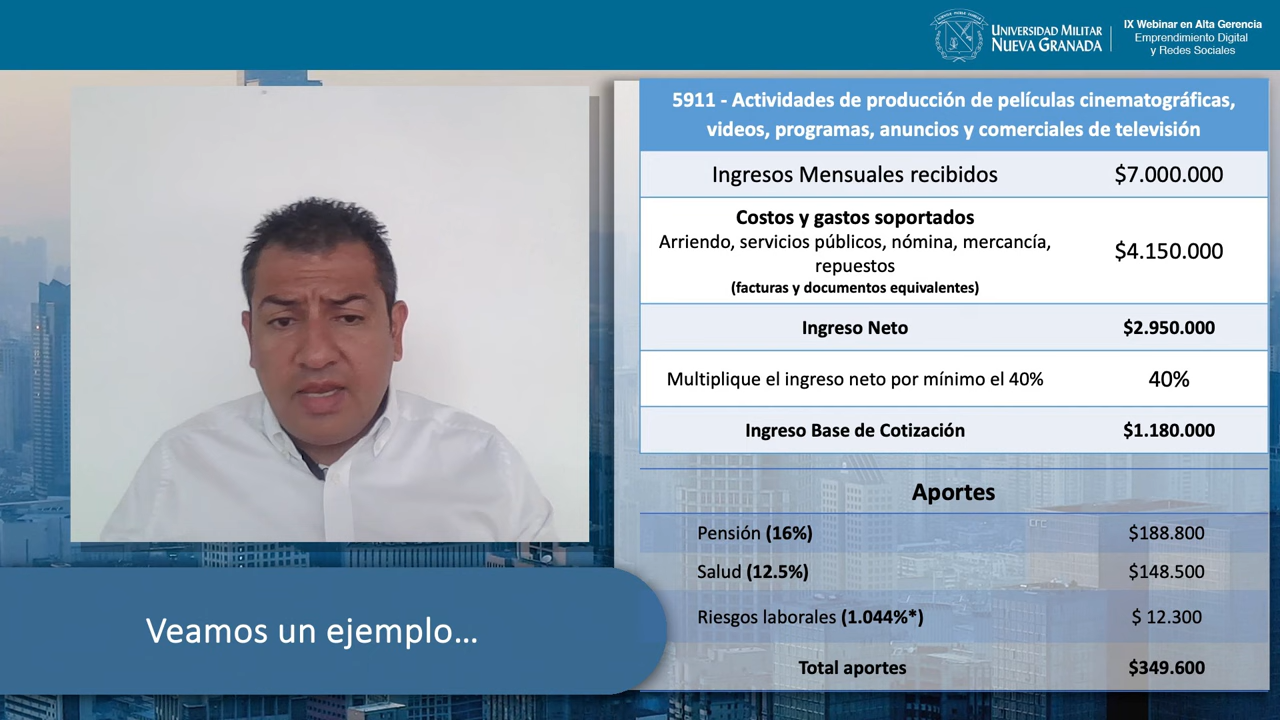 UNIVERSIDAD MILITAR
NUEVA GRANADA
IX Webinar en Alta Gerencia
Emprendimiento Digital
y Redes Sociales
5911 - Actividades de producción de películas cinematográficas,
videos, programas, anuncios y comerciales de televisión
Ingresos Mensuales recibidos $7.000.000
Costos y gastos soportados
Arriendo, servicios públicos, nómina, mercancía,
repuestos
(facturas y documentos equivalentes)
$4.150.000
Ingreso Neto $2.950.000
Multiplique el ingreso neto por mínimo el 40% 40%
Ingreso Base de Cotización $1.180.000
Aportes
Pensión (16%) $188.800
Salud (12.5%) $148.500
Riesgos laborales (1.044%*) $ 12.300
Total aportes $349.600
Veamos un ejemplo...